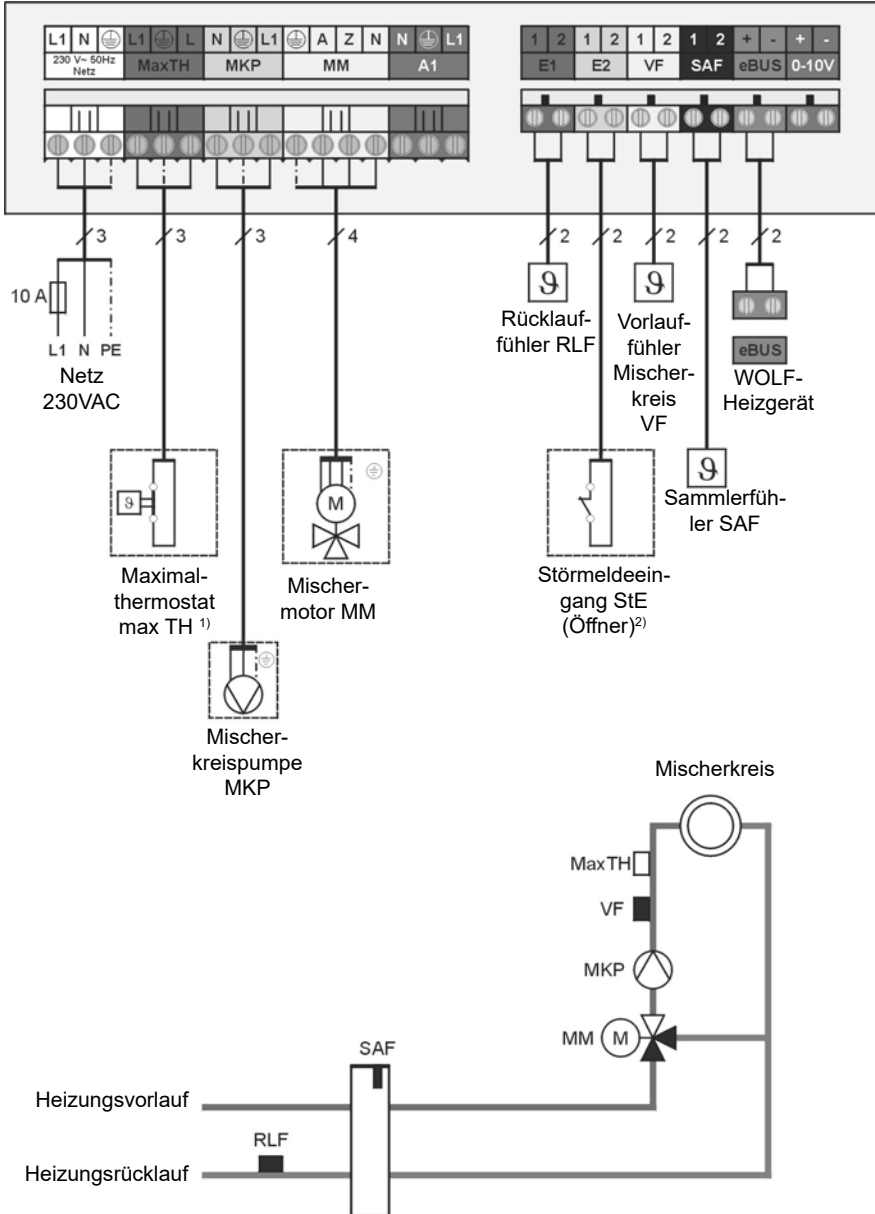 L1 N L1 L N L1 A Z N N L1
230 V~ 50Hz
Netz
MaxTH MKP MM A1
1 2 1 2 1 2 1 2 + - + -
E1 E2 VF SAF eBUS 0-10V
3 3 3 4
2 2 2 2 2
10 A
L1 N PE
Netz
230VAC
ϑ
Rücklauf-
fühler RLF
ϑ
Vorlauf-
fühler
Mischer-
kreis
VF
eBUS
WOLF-
Heizgerät
ϑ
Maximal-
thermostat
max TH 1)
M
Mischer-
motor MM
ϑ
Sammlerfüh-
ler SAF
Störmeldeein-
gang StE
(Öffner)2)
Mischer-
kreispumpe
MKP
Mischerkreis
MaxTH
VF
MKP
MM M
SAF
Heizungsvorlauf
RLF
Heizungsrücklauf